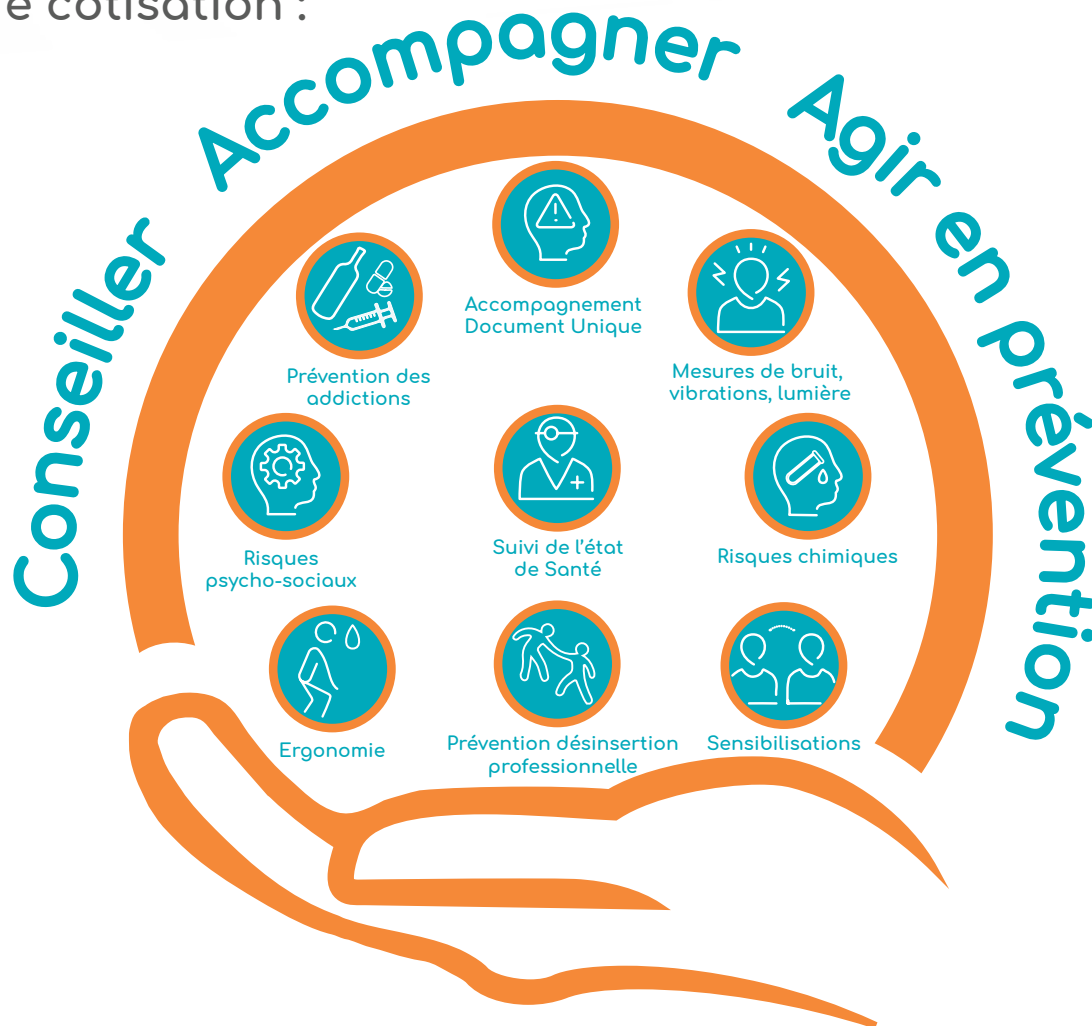 e cotisation :
Conseiller Accompagner Agir en prévention
Accompagnement
Document Unique
Prévention des
addictions
Mesures de bruit,
vibrations, lumière
Risques
psycho-sociaux
Suivi de l'état
de Santé
Risques chimiques
Ergonomie
Prévention désinsertion
professionnelle
Sensibilisations